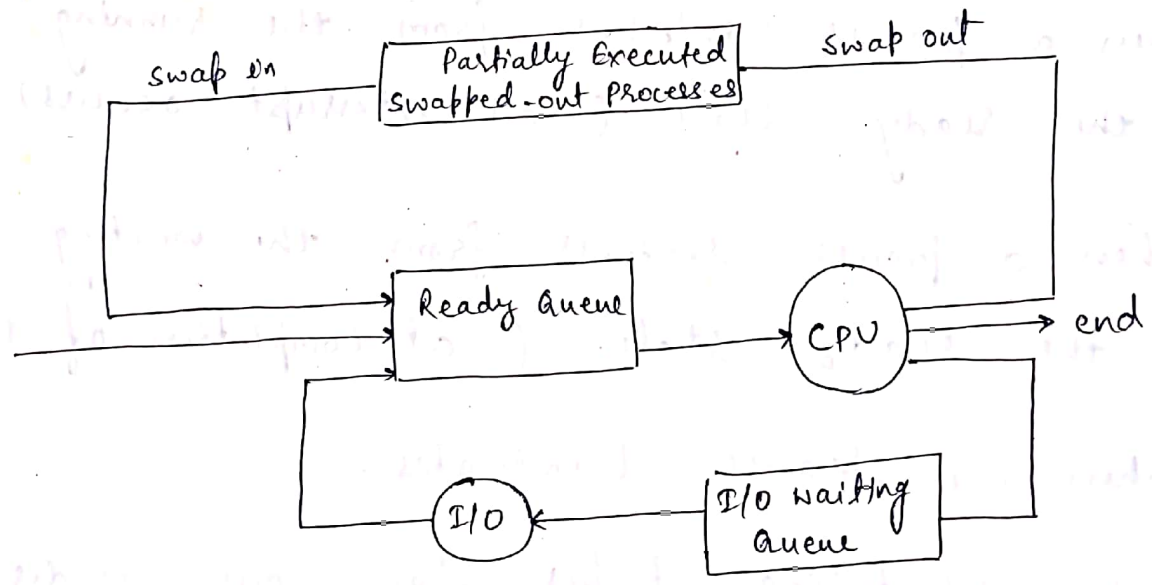 swap in
Partially Executed
swapped-out Processes
swap out
Ready Queue
CPU
end
I/O
I/O waiting
Queue